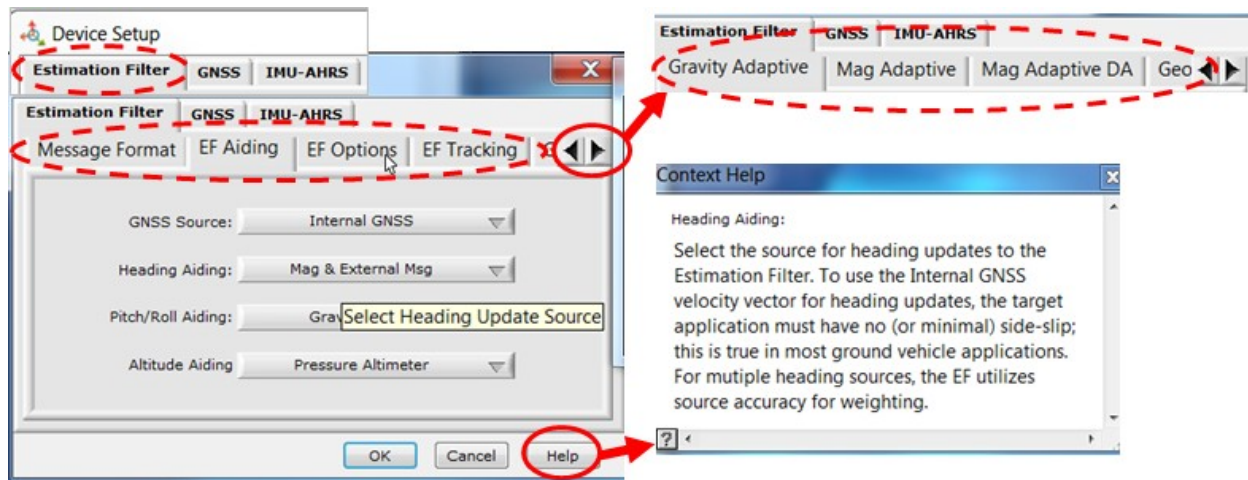 Device Setup
Estimation Filter GNSS IMU-AHRS
Estimation Filter GNSS IMU-AHRS
Message Format EF Aiding EF Options EF Tracking
GNSS Source: Internal GNSS
Heading Aiding: Mag & External Msg
Pitch/Roll Aiding: Grav
Select Heading Update Source
Altitude Aiding Pressure Altimeter
OK Cancel Help
Estimation Filter GNSS IMU-AHRS
Gravity Adaptive Mag Adaptive Mag Adaptive DA Geo
Context Help
Heading Aiding:
Select the source for heading updates to the
Estimation Filter. To use the Internal GNSS
velocity vector for heading updates, the target
application must have no (or minimal) side-slip;
this is true in most ground vehicle applications.
For mutiple heading sources, the EF utilizes
source accuracy for weighting.
?